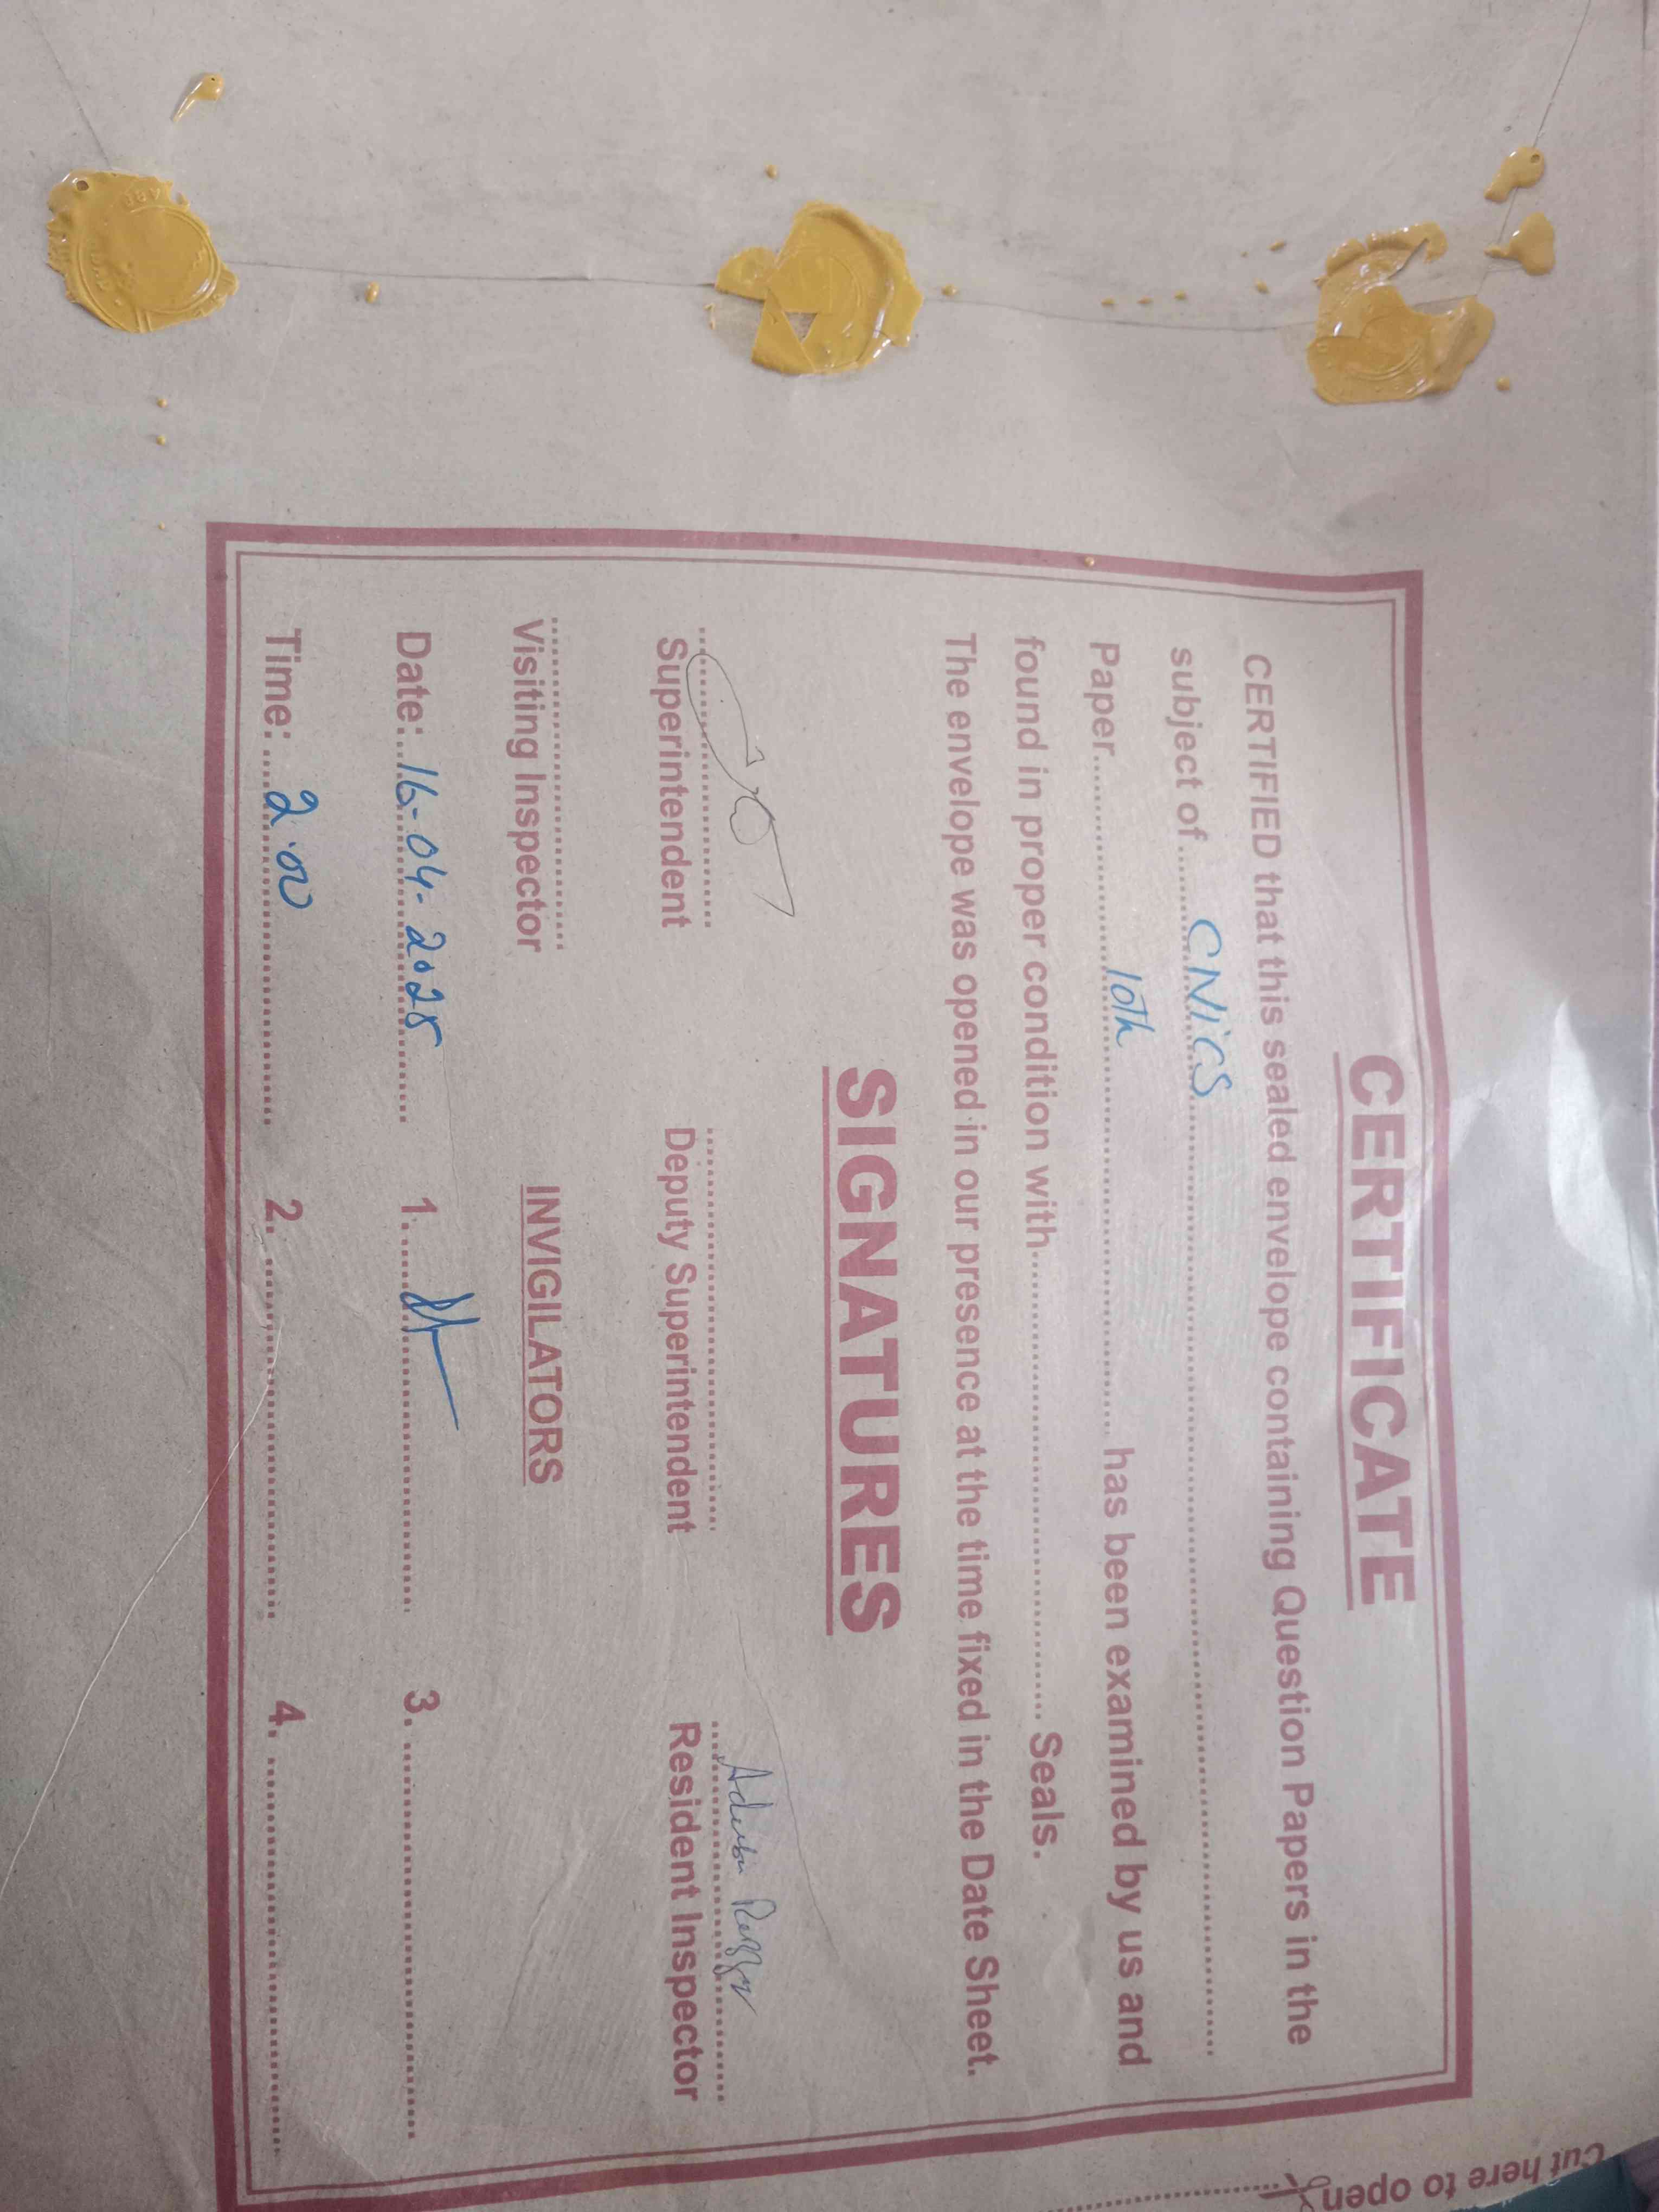 CERTIFICATE
CERTIFIED that this sealed envelope containing Question Papers in the
subject of ..... CIVICS
Paper........ 10th ........ has been examined by us and
found in proper condition with................ Seals.
The envelope was opened in our presence at the time fixed in the Date Sheet.
SIGNATURES
Superintendent Deputy Superintendent Resident Inspector
Visiting Inspector INVIGILATORS
Date: 16-04-2025 1. 3.
Time: 2.00 2. 4.
Cut here to open